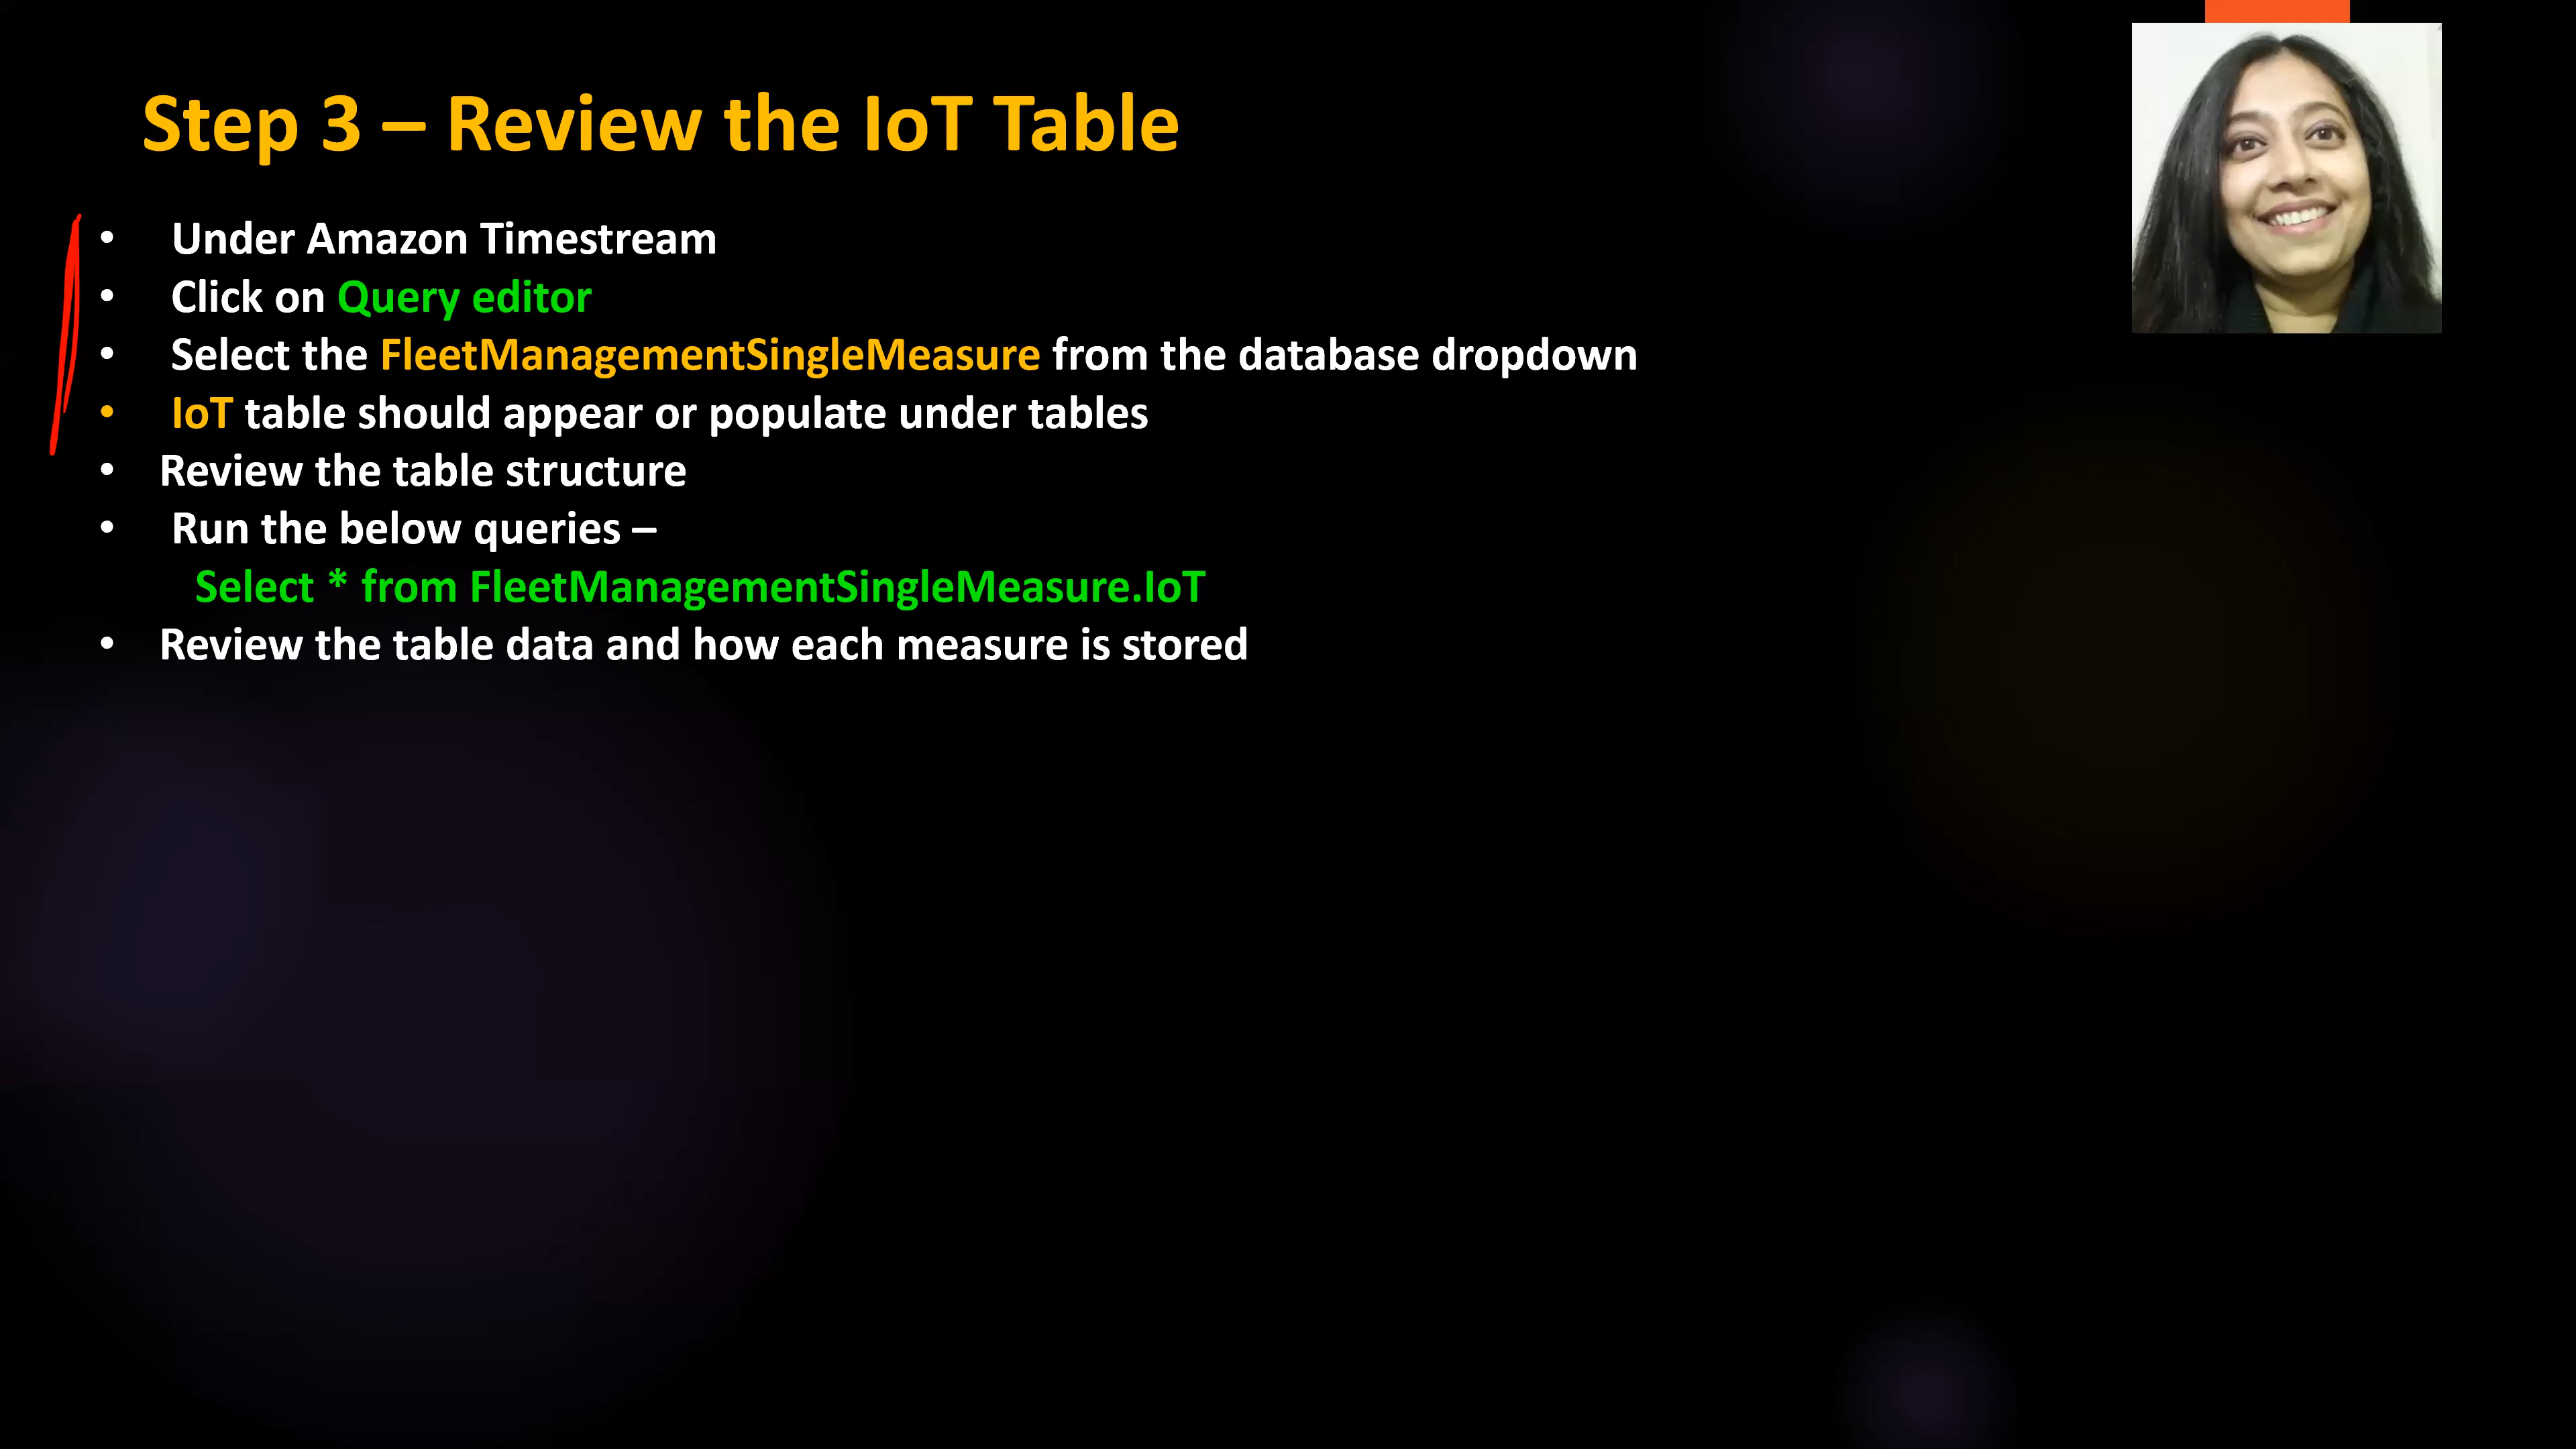 Step 3 – Review the IoT Table
• Under Amazon Timestream
• Click on Query editor
• Select the FleetManagementSingleMeasure from the database dropdown
• IoT table should appear or populate under tables
• Review the table structure
• Run the below queries –
Select * from FleetManagementSingleMeasure.IoT
• Review the table data and how each measure is stored